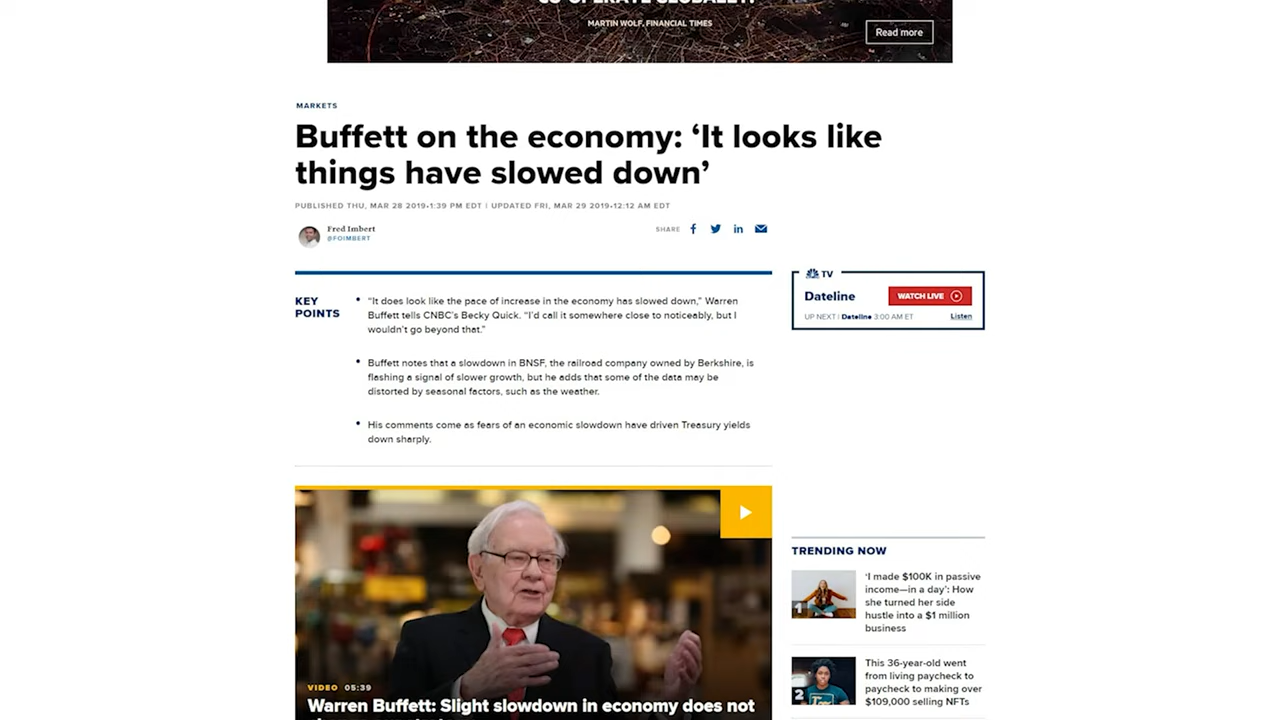 MARTIN WOLF, FINANCIAL TIMES
Read more
MARKETS
Buffett on the economy: ‘It looks like
things have slowed down’
PUBLISHED THU, MAR 28 2019•1:39 PM EDT | UPDATED FRI, MAR 29 2019•12:12 AM EDT
Fred Imbert
@FOIMBERT
SHARE
in
KEY
POINTS
• “It does look like the pace of increase in the economy has slowed down,” Warren
Buffett tells CNBC’s Becky Quick. “I’d call it somewhere close to noticeably, but I
wouldn’t go beyond that.”
• Buffett notes that a slowdown in BNSF, the railroad company owned by Berkshire, is
flashing a signal of slower growth, but he adds that some of the data may be
distorted by seasonal factors, such as the weather.
• His comments come as fears of an economic slowdown have driven Treasury yields
down sharply.
TV
Dateline
WATCH LIVE
UP NEXT | Dateline 3:00 AM ET
Listen
VIDEO 05:39
Warren Buffett: Slight slowdown in economy does not
TRENDING NOW
1
‘I made $100K in passive
income—in a day’: How
she turned her side
hustle into a $1 million
business
2
This 36-year-old went
from living paycheck to
paycheck to making over
$109,000 selling NFTs